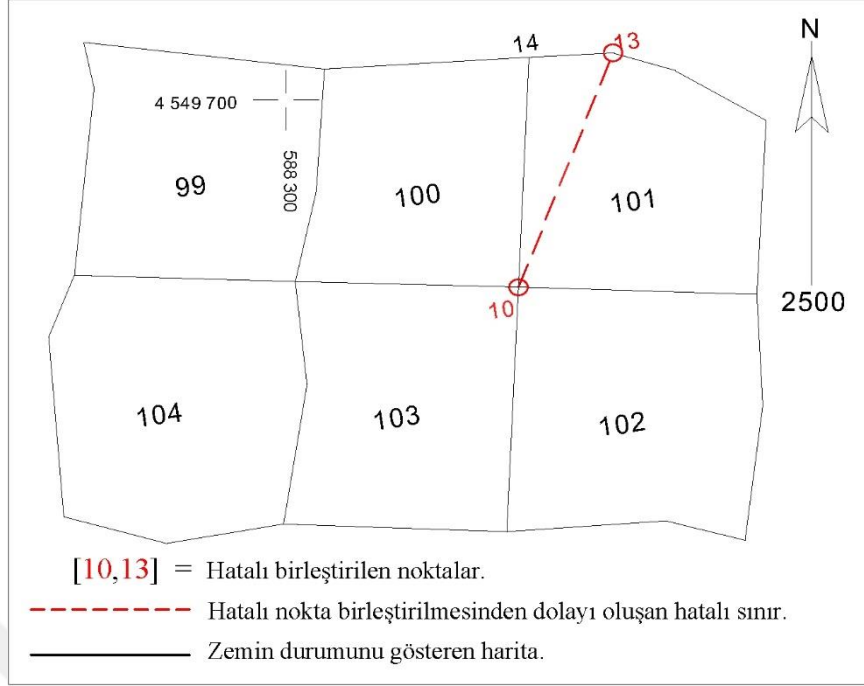 N
14 13
4 549 700
588 300
99
100
101
10
2500
104
103
102
[10,13] = Hatalı birleştirilen noktalar.
Hatalı nokta birleştirilmesinden dolayı oluşan hatalı sınır.
Zemin durumunu gösteren harita.